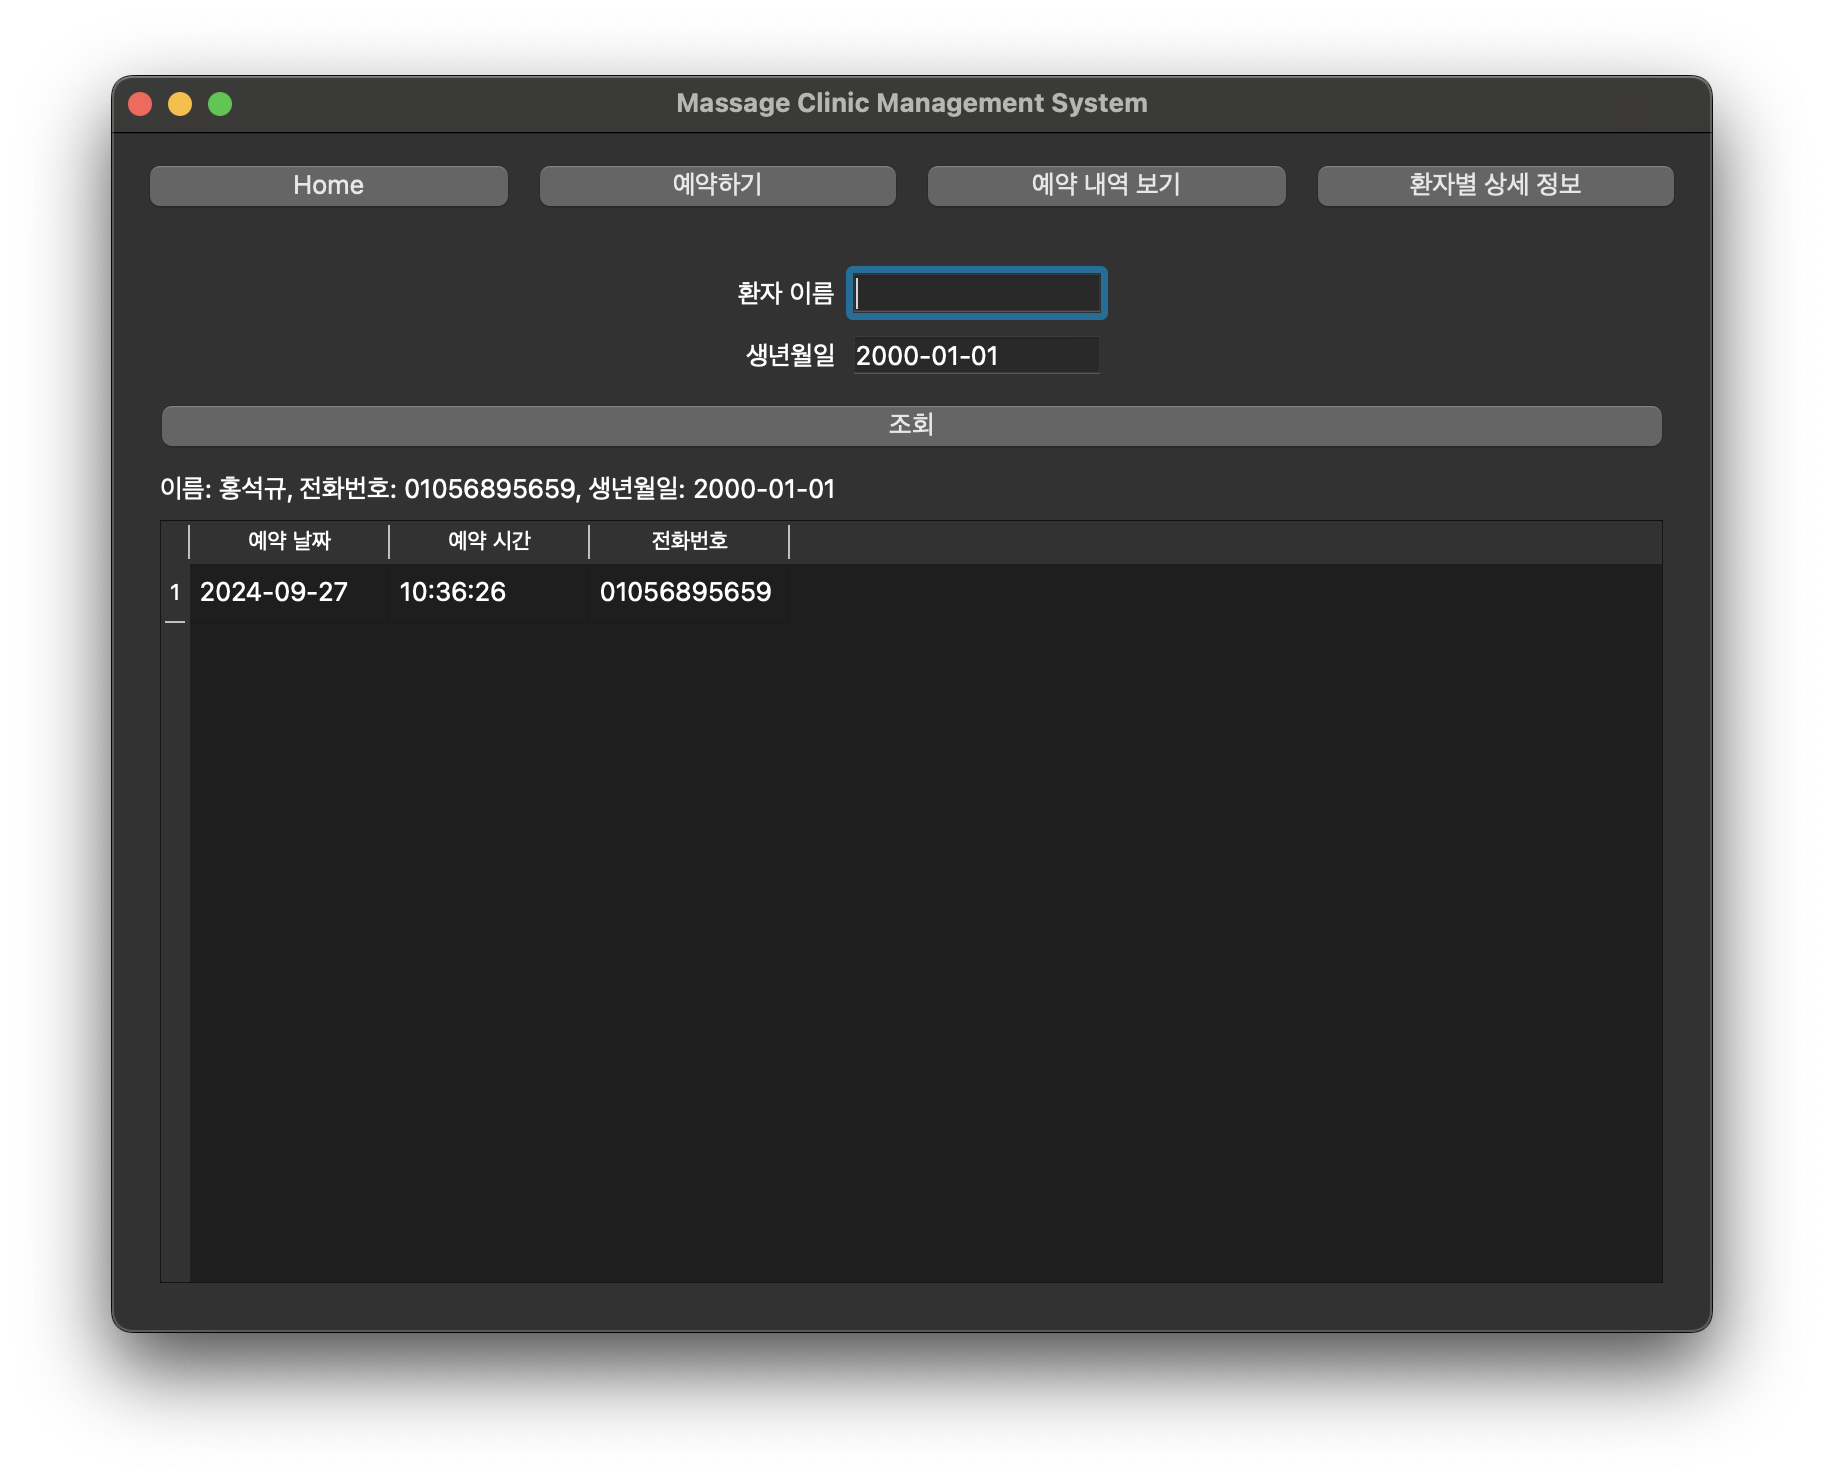 Massage Clinic Management System
Home 예약하기 예약 내역 보기 환자별 상세 정보
환자 이름
생년월일 2000-01-01
조회
이름: 홍석규, 전화번호: 01056895659, 생년월일: 2000-01-01
예약 날짜 예약 시간 전화번호
1 2024-09-27 10:36:26 01056895659